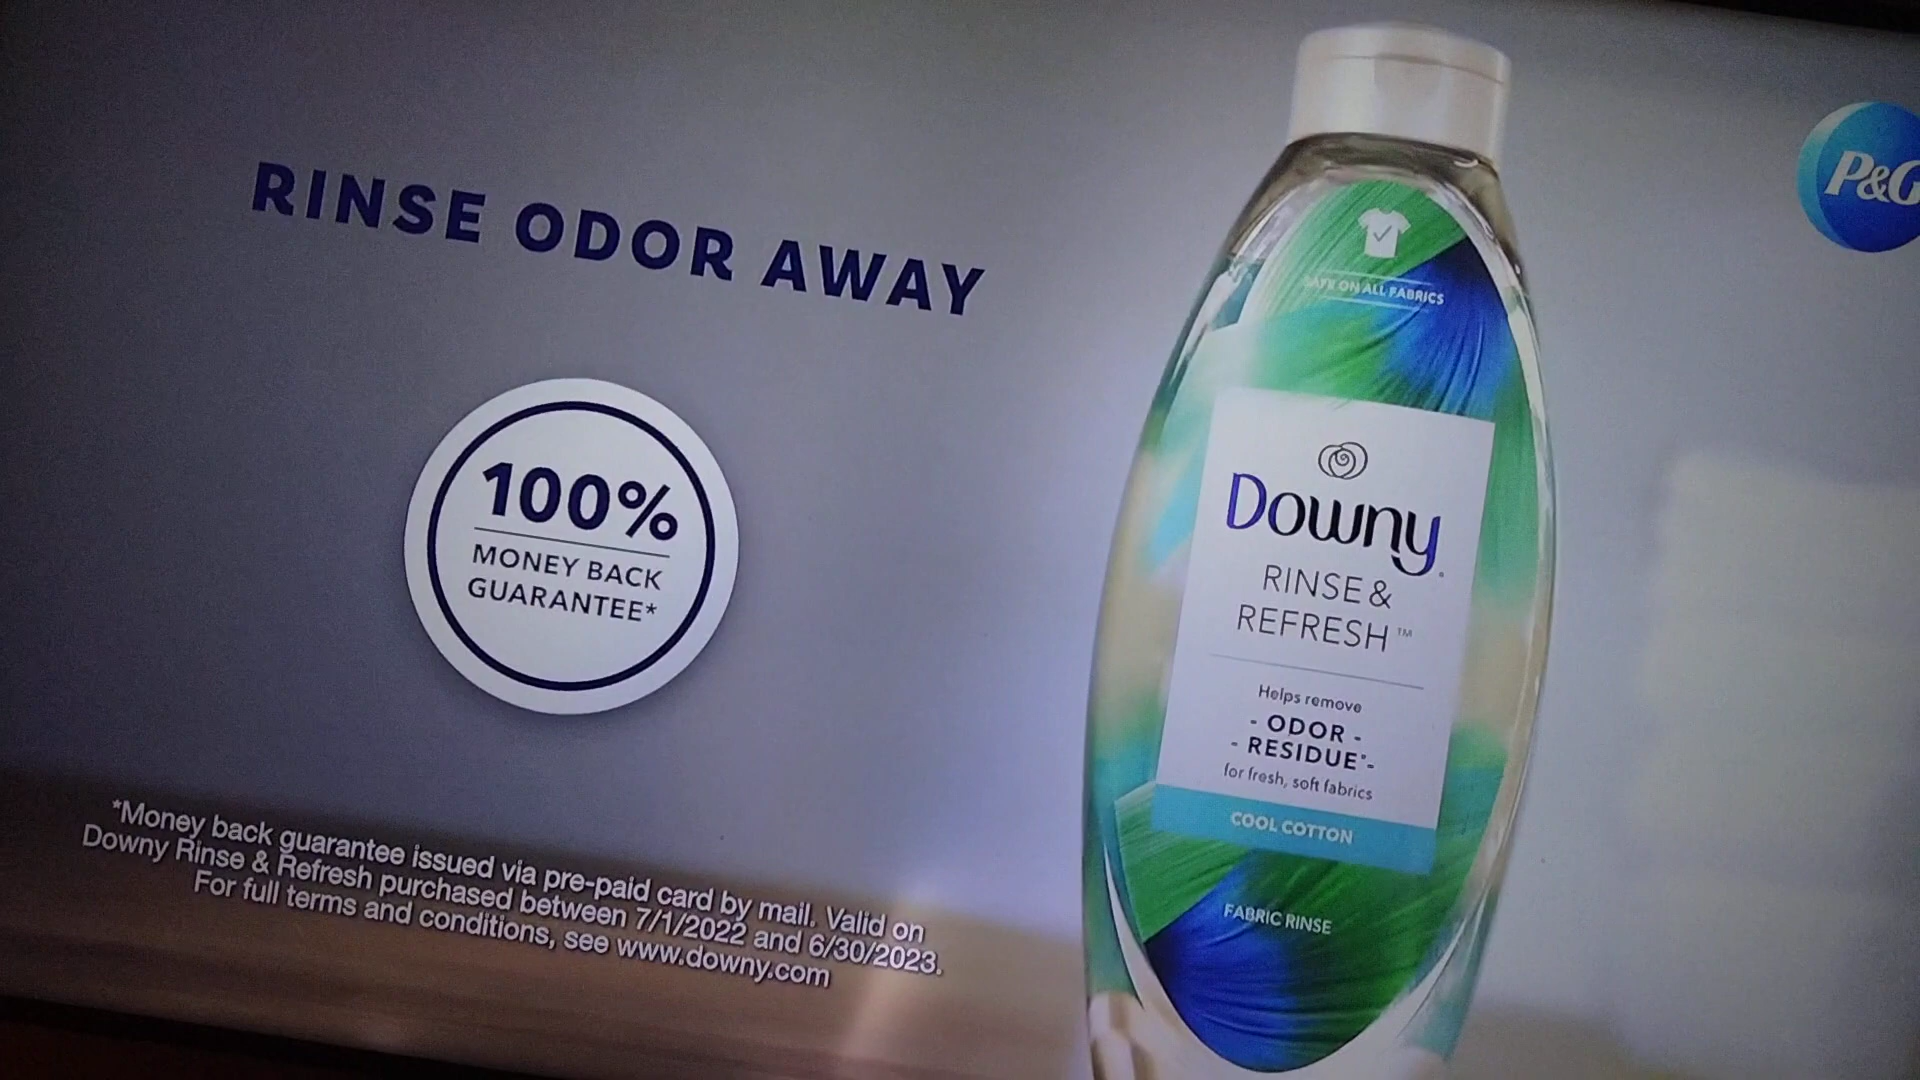 RINSE ODOR AWAY
100%
MONEY BACK
GUARANTEE*
*Money back guarantee issued via pre-paid card by mail. Valid on
Downy Rinse & Refresh purchased between 7/1/2022 and 6/30/2023.
For full terms and conditions, see www.downy.com
SAFE ON ALL FABRICS
Downy
RINSE &
REFRESH™
Helps remove
- ODOR -
- RESIDUE*-
for fresh, soft fabrics
COOL COTTON
FABRIC RINSE
P&G